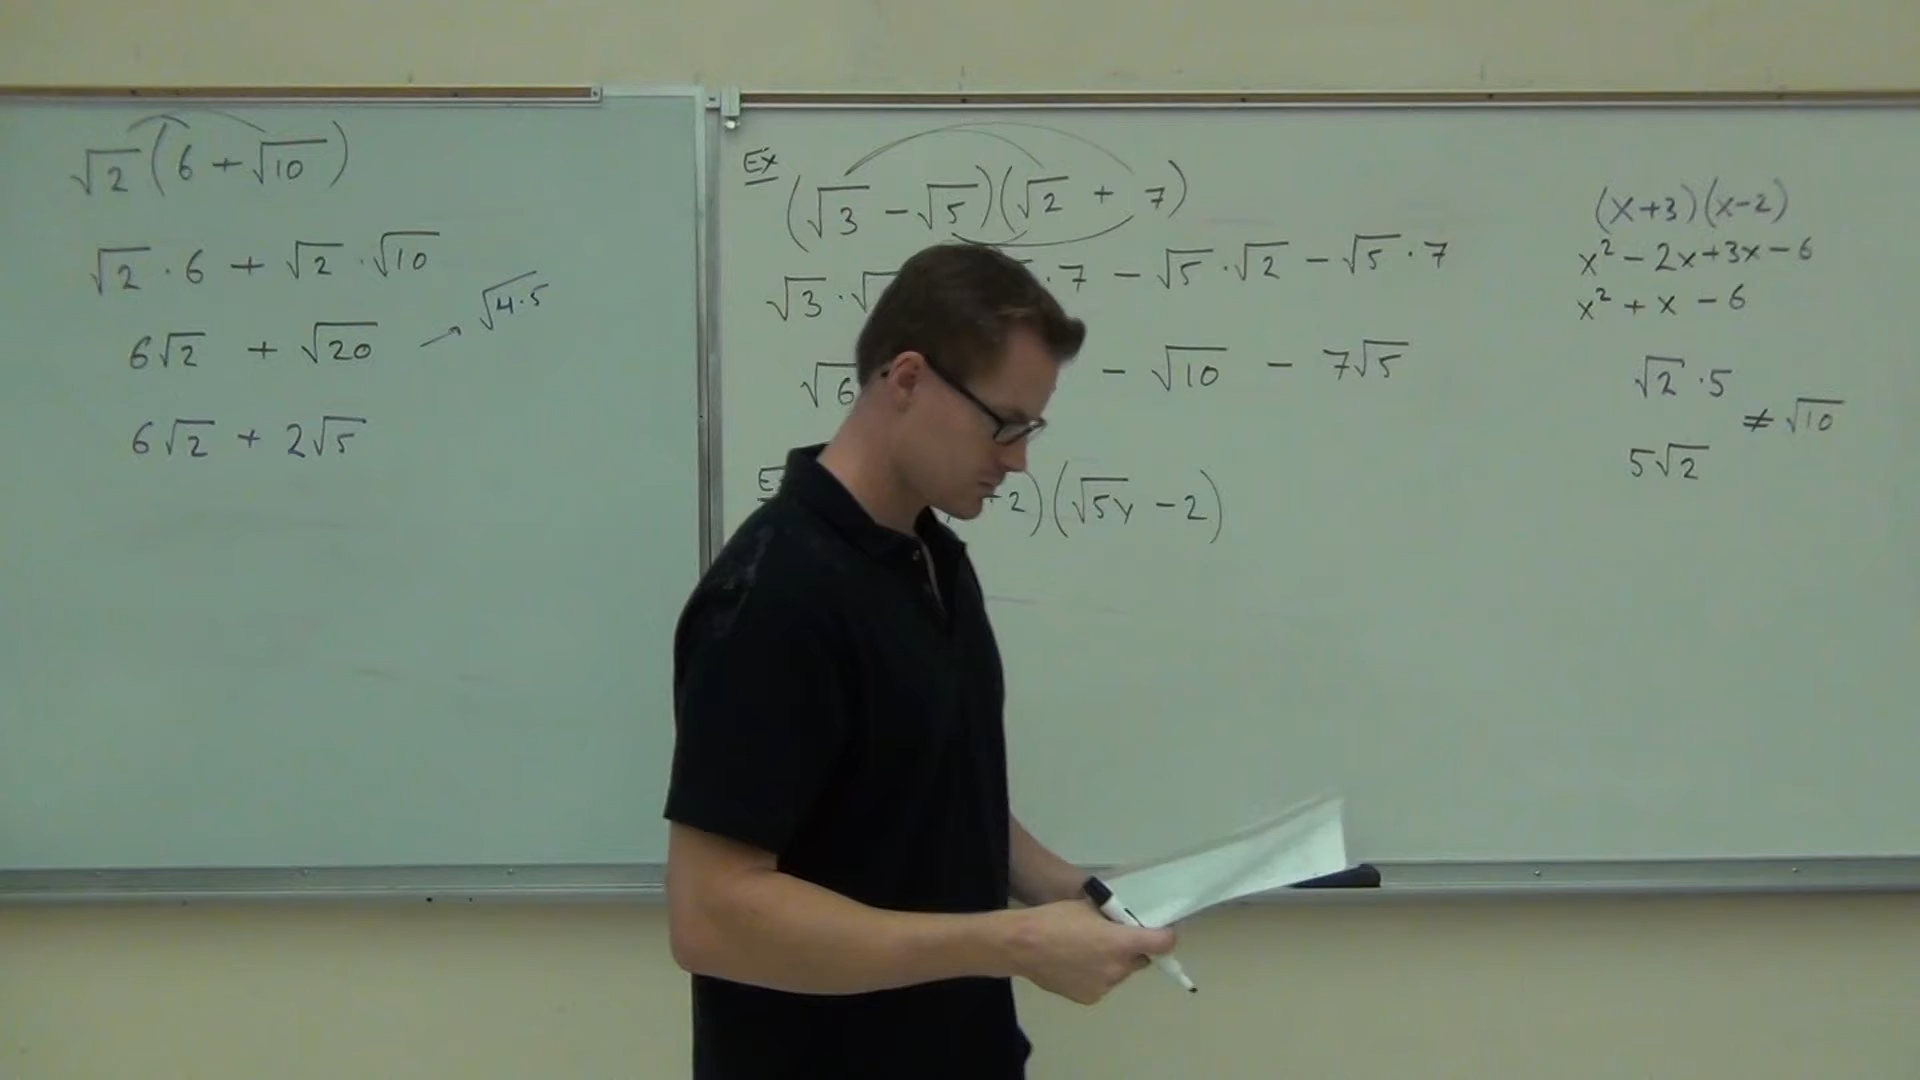 √2(6 + √10)
√2 · 6 + √2 · √10
6√2 + √20 → √4·5
6√2 + 2√5
Ex
(√3 − √5)(√2 + 7)
√3 · √ · 7 − √5 · √2 − √5 · 7
√6 − √10 − 7√5
2)(√5y − 2)
(x+3)(x−2)
x² − 2x + 3x − 6
x² + x − 6
√2 · 5
≠ √10
5√2